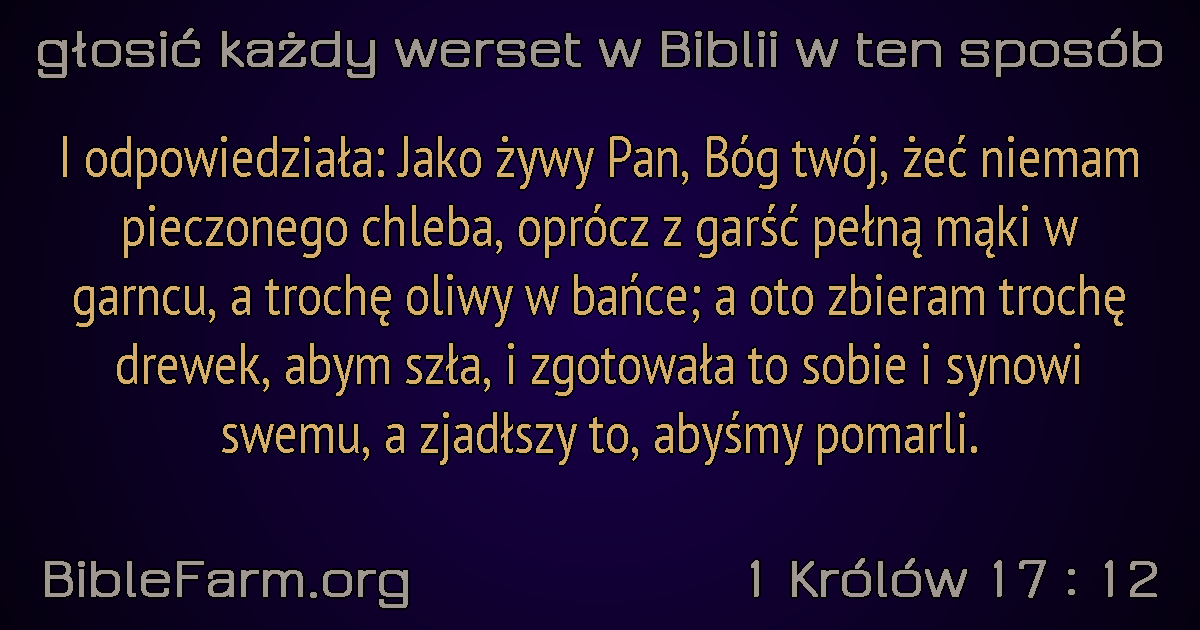 głosić każdy werset w Biblii w ten sposób
I odpowiedziała: Jako żywy Pan, Bóg twój, żeć niemam
pieczonego chleba, oprócz z garść pełną mąki w
garncu, a trochę oliwy w bańce; a oto zbieram trochę
drewek, abym szła, i zgotowała to sobie i synowi
swemu, a zjadłszy to, abyśmy pomarli.
BibleFarm.org
1 Królów 17 : 12